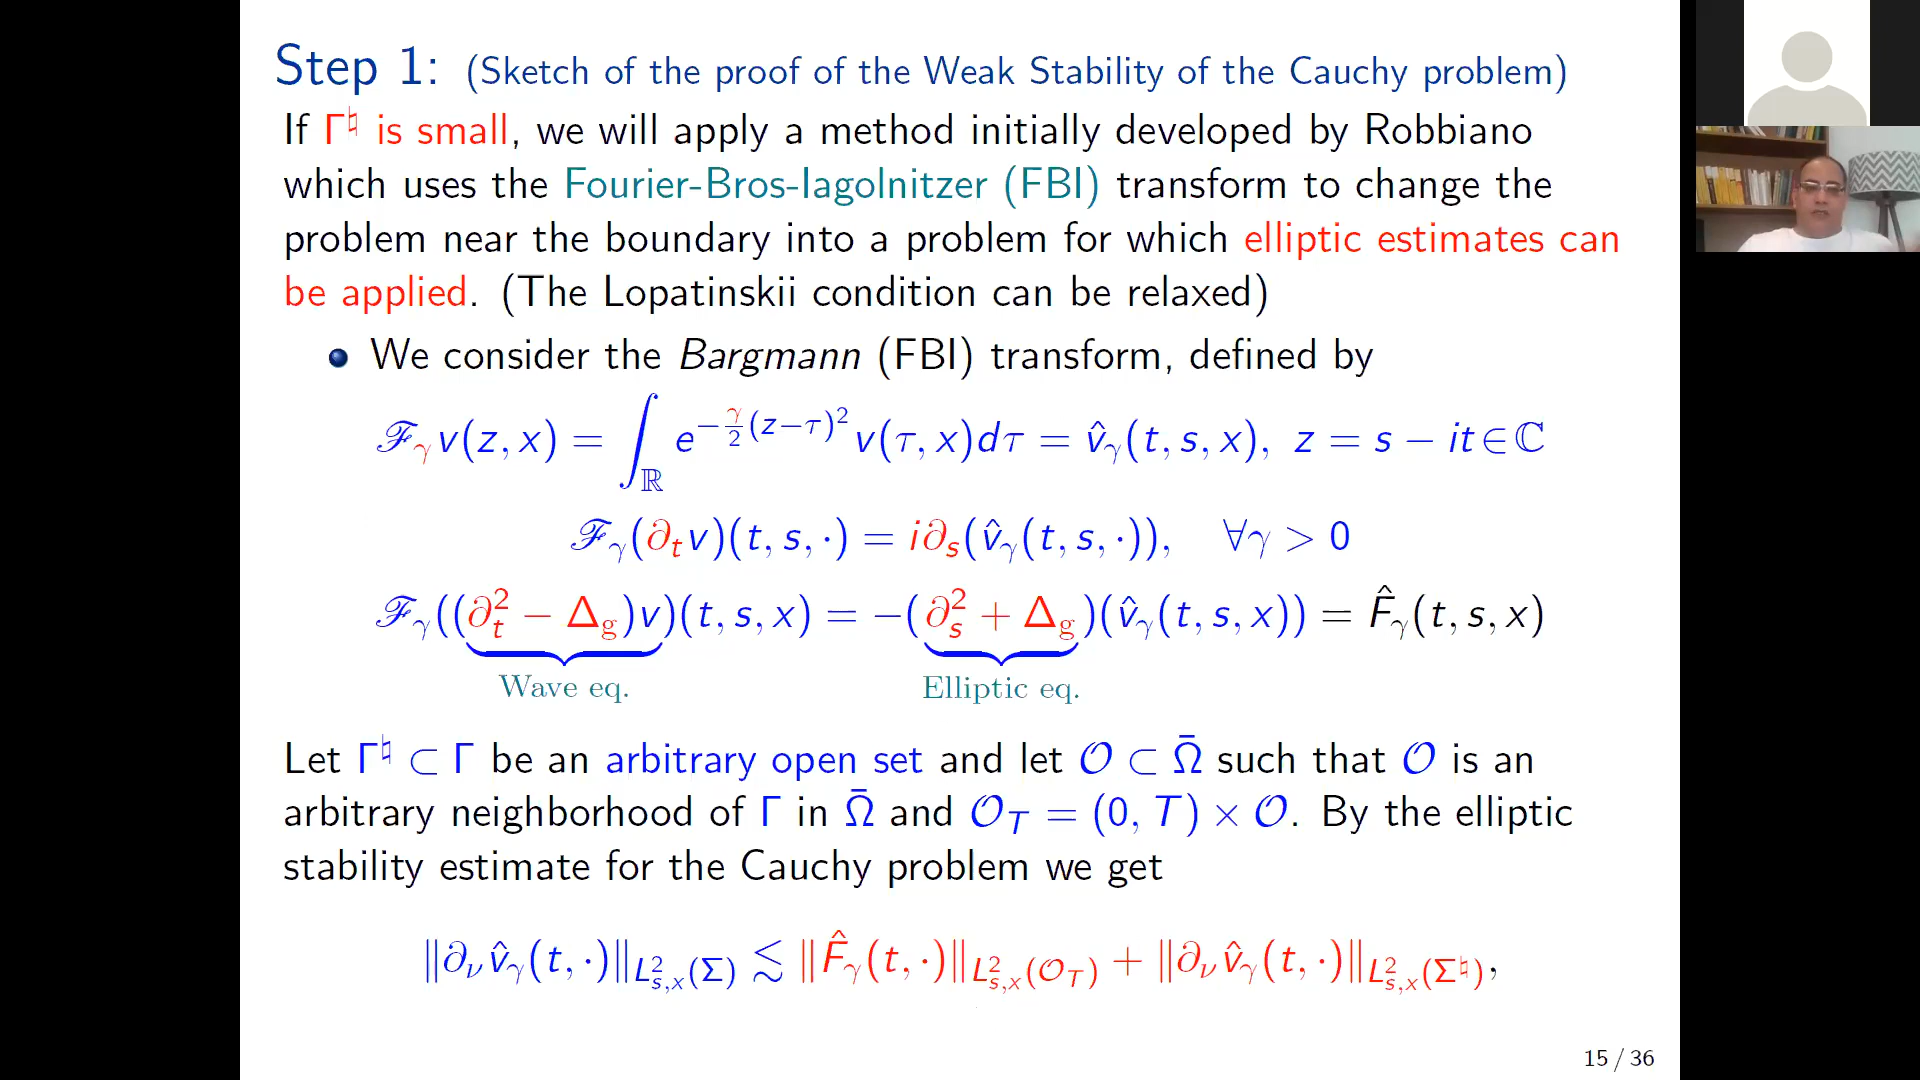 Step 1: (Sketch of the proof of the Weak Stability of the Cauchy problem)
If Γ♮ is small, we will apply a method initially developed by Robbiano
which uses the Fourier-Bros-Iagolnitzer (FBI) transform to change the
problem near the boundary into a problem for which elliptic estimates can
be applied. (The Lopatinskii condition can be relaxed)
We consider the Bargmann (FBI) transform, defined by
ℱ_γ v(z, x) = ∫_ℝ e^{−(γ/2)(z−τ)²} v(τ, x)dτ = v̂_γ(t, s, x), z = s − it ∈ ℂ
ℱ_γ(∂_t v)(t, s, ·) = i∂_s(v̂_γ(t, s, ·)), ∀γ > 0
ℱ_γ((∂_t² − Δ_g)v)(t, s, x) = −(∂_s² + Δ_g)(v̂_γ(t, s, x)) = F̂_γ(t, s, x)
Wave eq. Elliptic eq.
Let Γ♮ ⊂ Γ be an arbitrary open set and let 𝒪 ⊂ Ω̄ such that 𝒪 is an
arbitrary neighborhood of Γ in Ω̄ and 𝒪_T = (0, T) × 𝒪. By the elliptic
stability estimate for the Cauchy problem we get
‖∂_ν v̂_γ(t, ·)‖_{L²_{s,x}(Σ)} ≲ ‖F̂_γ(t, ·)‖_{L²_{s,x}(𝒪_T)} + ‖∂_ν v̂_γ(t, ·)‖_{L²_{s,x}(Σ♮)},
15 / 36